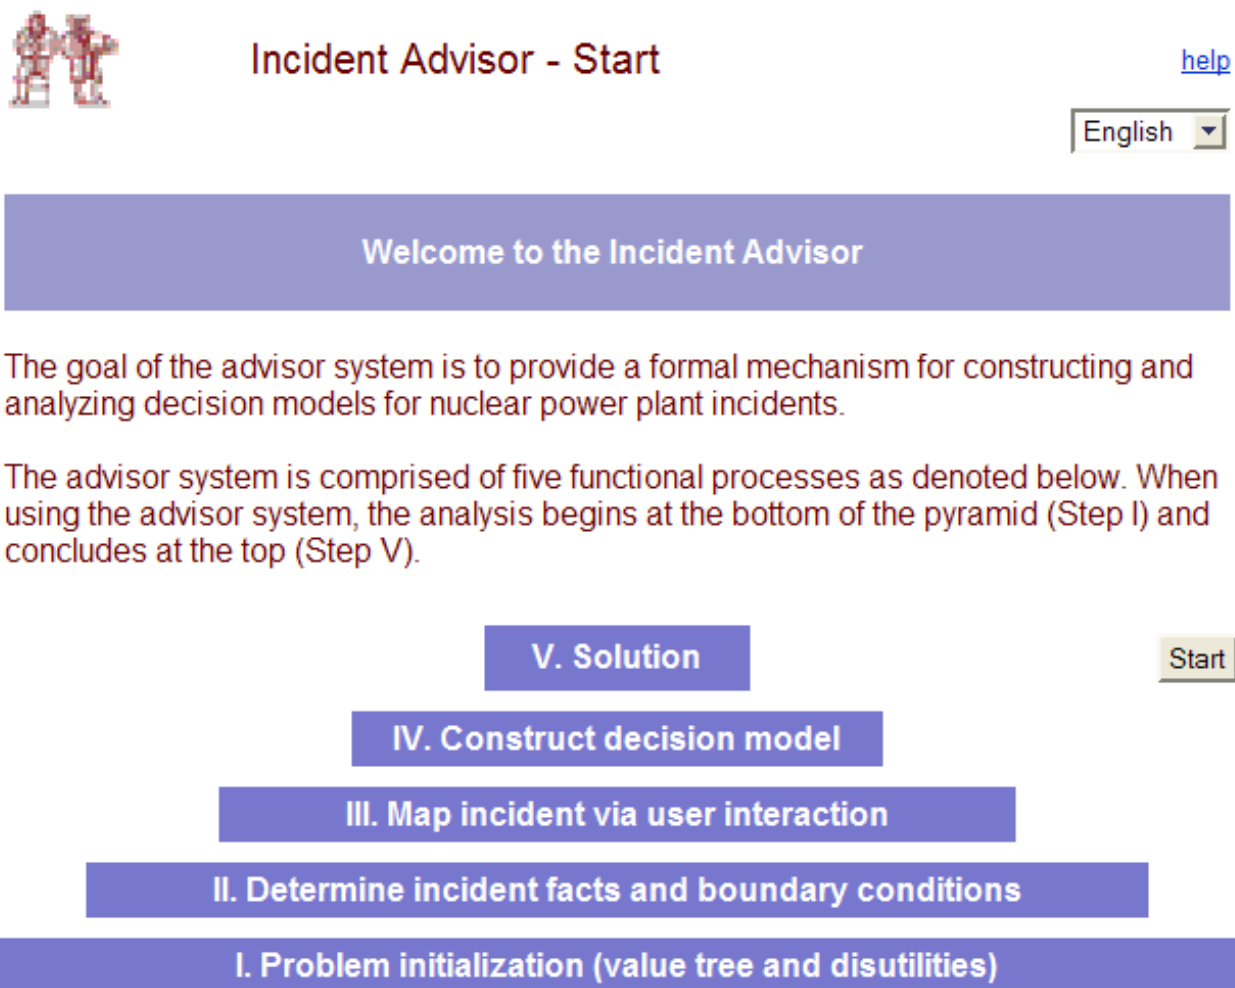 Incident Advisor - Start
help
English
Welcome to the Incident Advisor
The goal of the advisor system is to provide a formal mechanism for constructing and
analyzing decision models for nuclear power plant incidents.
The advisor system is comprised of five functional processes as denoted below. When
using the advisor system, the analysis begins at the bottom of the pyramid (Step I) and
concludes at the top (Step V).
V. Solution
Start
IV. Construct decision model
III. Map incident via user interaction
II. Determine incident facts and boundary conditions
I. Problem initialization (value tree and disutilities)